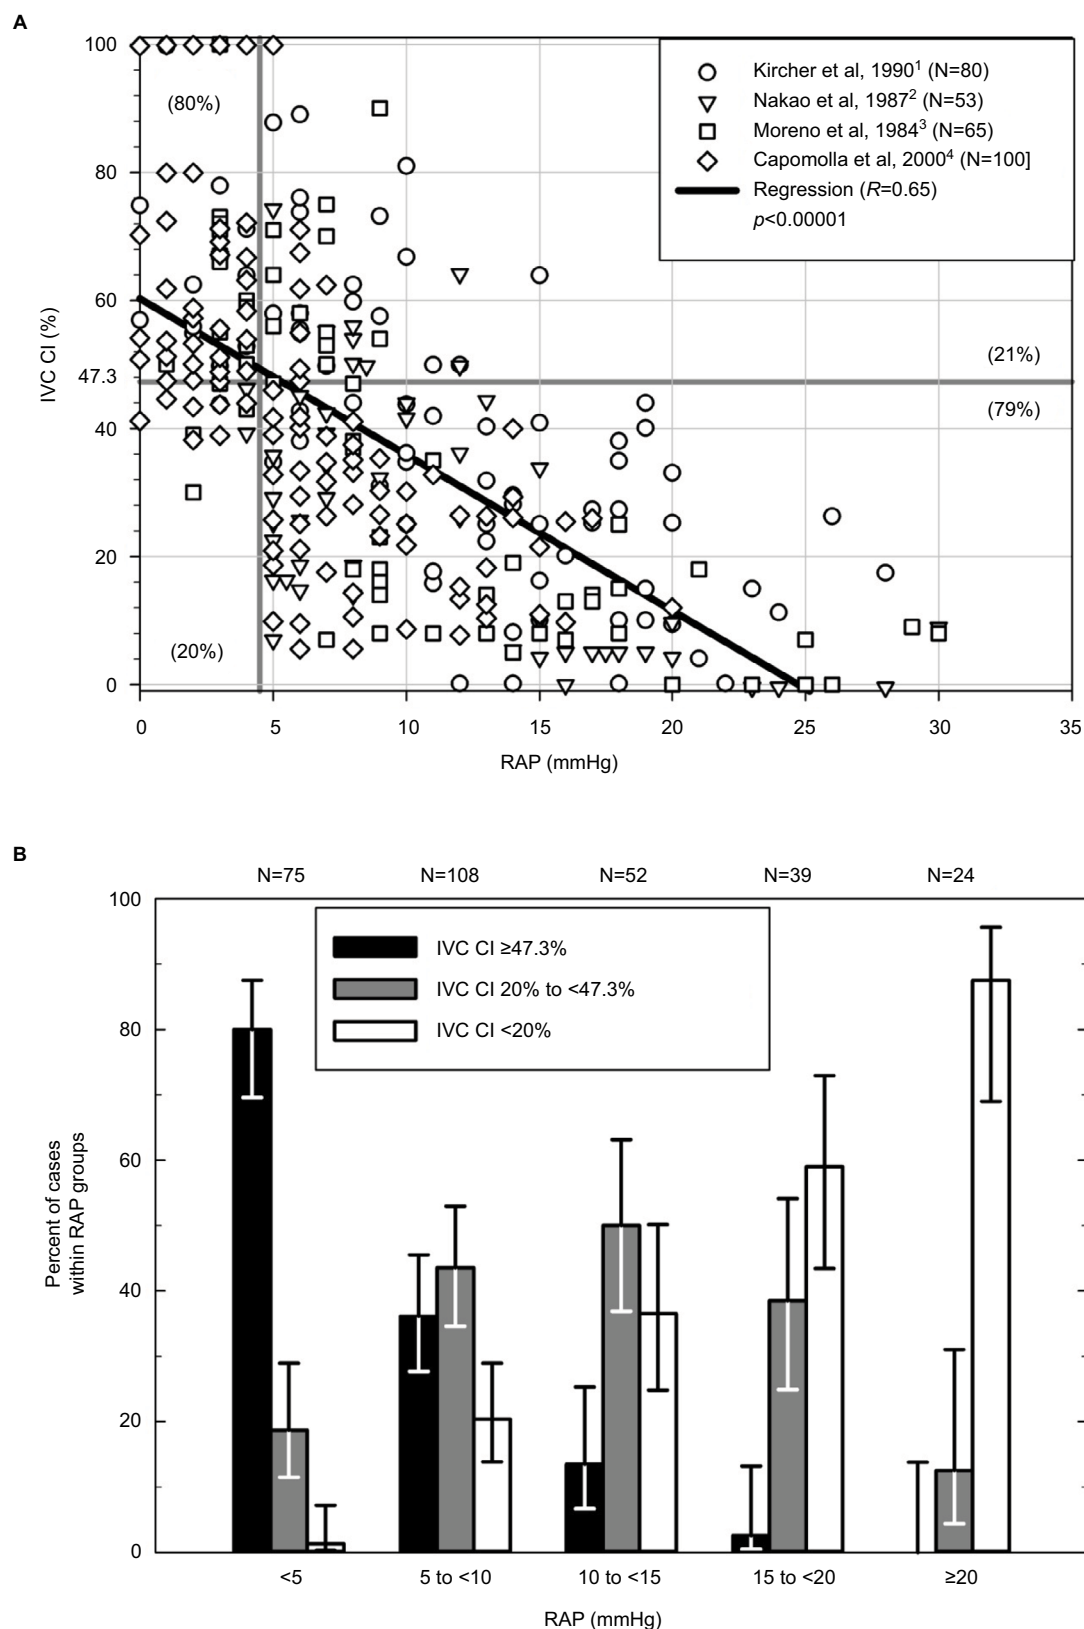 A
100
80
60
47.3
40
20
0
IVC CI (%)
(80%)
(20%)
(21%)
(79%)
Kircher et al, 1990¹ (N=80)
Nakao et al, 1987² (N=53)
Moreno et al, 1984³ (N=65)
Capomolla et al, 2000⁴ (N=100]
Regression (R=0.65)
p<0.00001
0 5 10 15 20 25 30 35
RAP (mmHg)
B
N=75 N=108 N=52 N=39 N=24
100
80
60
40
20
0
Percent of cases
within RAP groups
IVC CI ≥47.3%
IVC CI 20% to <47.3%
IVC CI <20%
<5 5 to <10 10 to <15 15 to <20 ≥20
RAP (mmHg)